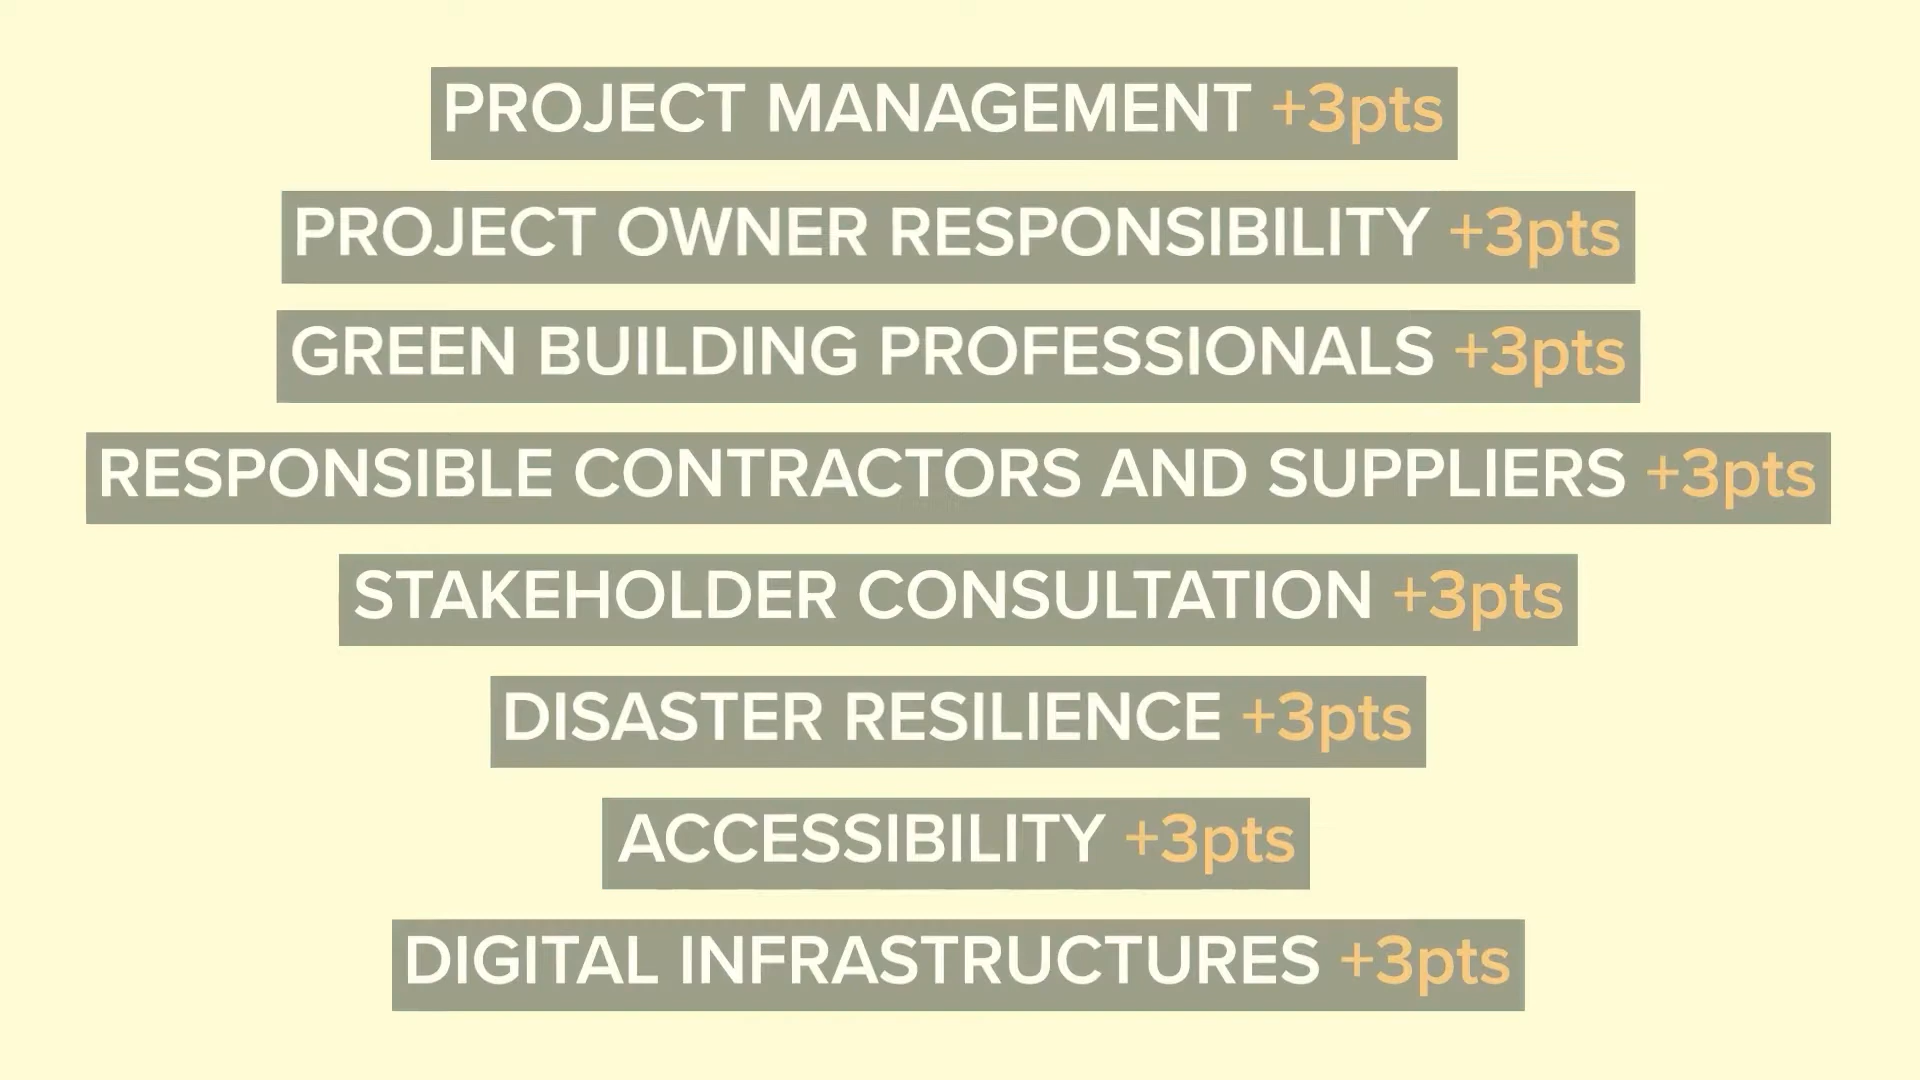 PROJECT MANAGEMENT +3pts
PROJECT OWNER RESPONSIBILITY +3pts
GREEN BUILDING PROFESSIONALS +3pts
RESPONSIBLE CONTRACTORS AND SUPPLIERS +3pts
STAKEHOLDER CONSULTATION +3pts
DISASTER RESILIENCE +3pts
ACCESSIBILITY +3pts
DIGITAL INFRASTRUCTURES +3pts